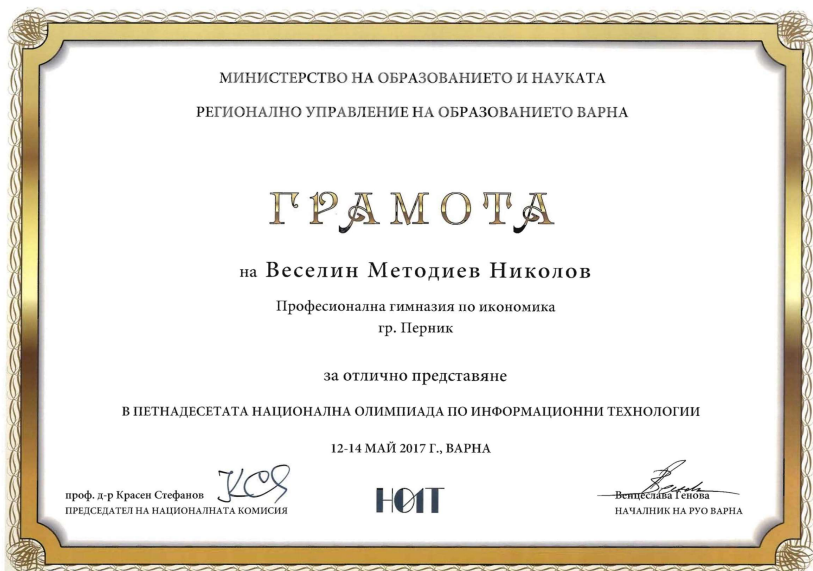 МИНИСТЕРСТВО НА ОБРАЗОВАНИЕТО И НАУКАТА
РЕГИОНАЛНО УПРАВЛЕНИЕ НА ОБРАЗОВАНИЕТО ВАРНА
ГРАМОТА
на Веселин Методиев Николов
Професионална гимназия по икономика
гр. Перник
за отлично представяне
В ПЕТНАДЕСЕТАТА НАЦИОНАЛНА ОЛИМПИАДА ПО ИНФОРМАЦИОННИ ТЕХНОЛОГИИ
12-14 МАЙ 2017 Г., ВАРНА
проф. д-р Красен Стефанов
ПРЕДСЕДАТЕЛ НА НАЦИОНАЛНАТА КОМИСИЯ
НОИТ
Венцеслава Генова
НАЧАЛНИК НА РУО ВАРНА